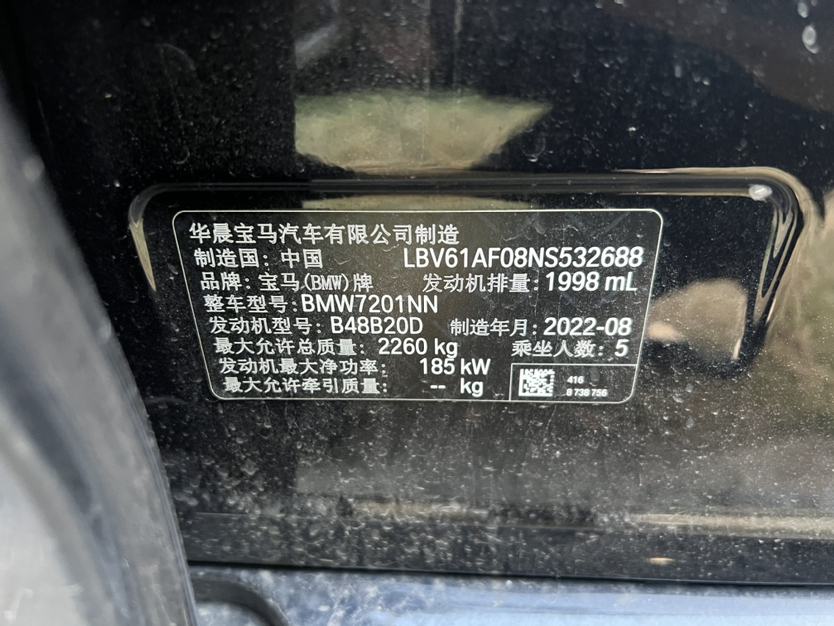 华晨宝马汽车有限公司制造
制造国：中国 LBV61AF08NS532688
品牌：宝马(BMW)牌 发动机排量：1998 mL
整车型号：BMW7201NN
发动机型号：B48B20D 制造年月：2022-08
最大允许总质量：2260 kg 乘坐人数：5
发动机最大净功率：185 kW
最大允许牵引质量：-- kg
416
8 738 756